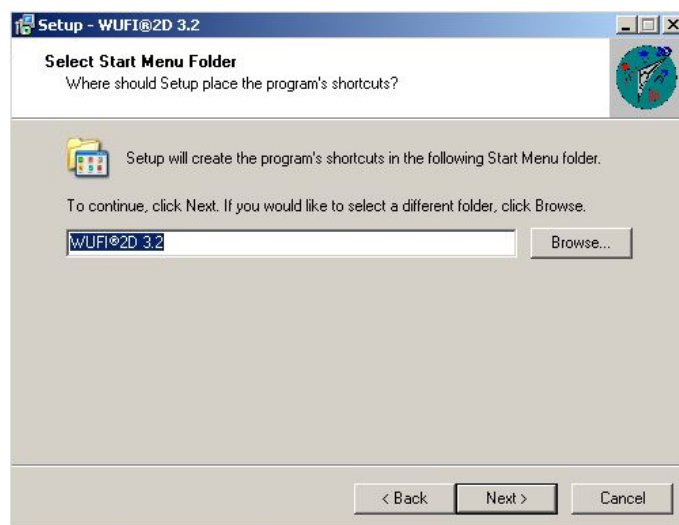 Setup - WUFI®2D 3.2
Select Start Menu Folder
Where should Setup place the program's shortcuts?
Setup will create the program's shortcuts in the following Start Menu folder.
To continue, click Next. If you would like to select a different folder, click Browse.
WUFI®2D 3.2
Browse...
< Back
Next >
Cancel